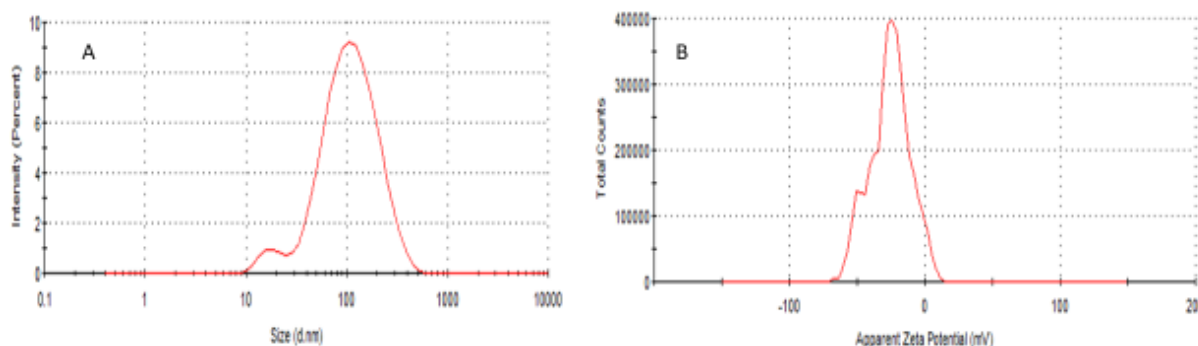 A
Intensity (Percent)
10
8
6
4
2
0
0.1 1 10 100 1000 10000
Size (d.nm)
B
Total Counts
400000
300000
200000
100000
0
-100 0 100 20
Apparent Zeta Potential (mV)